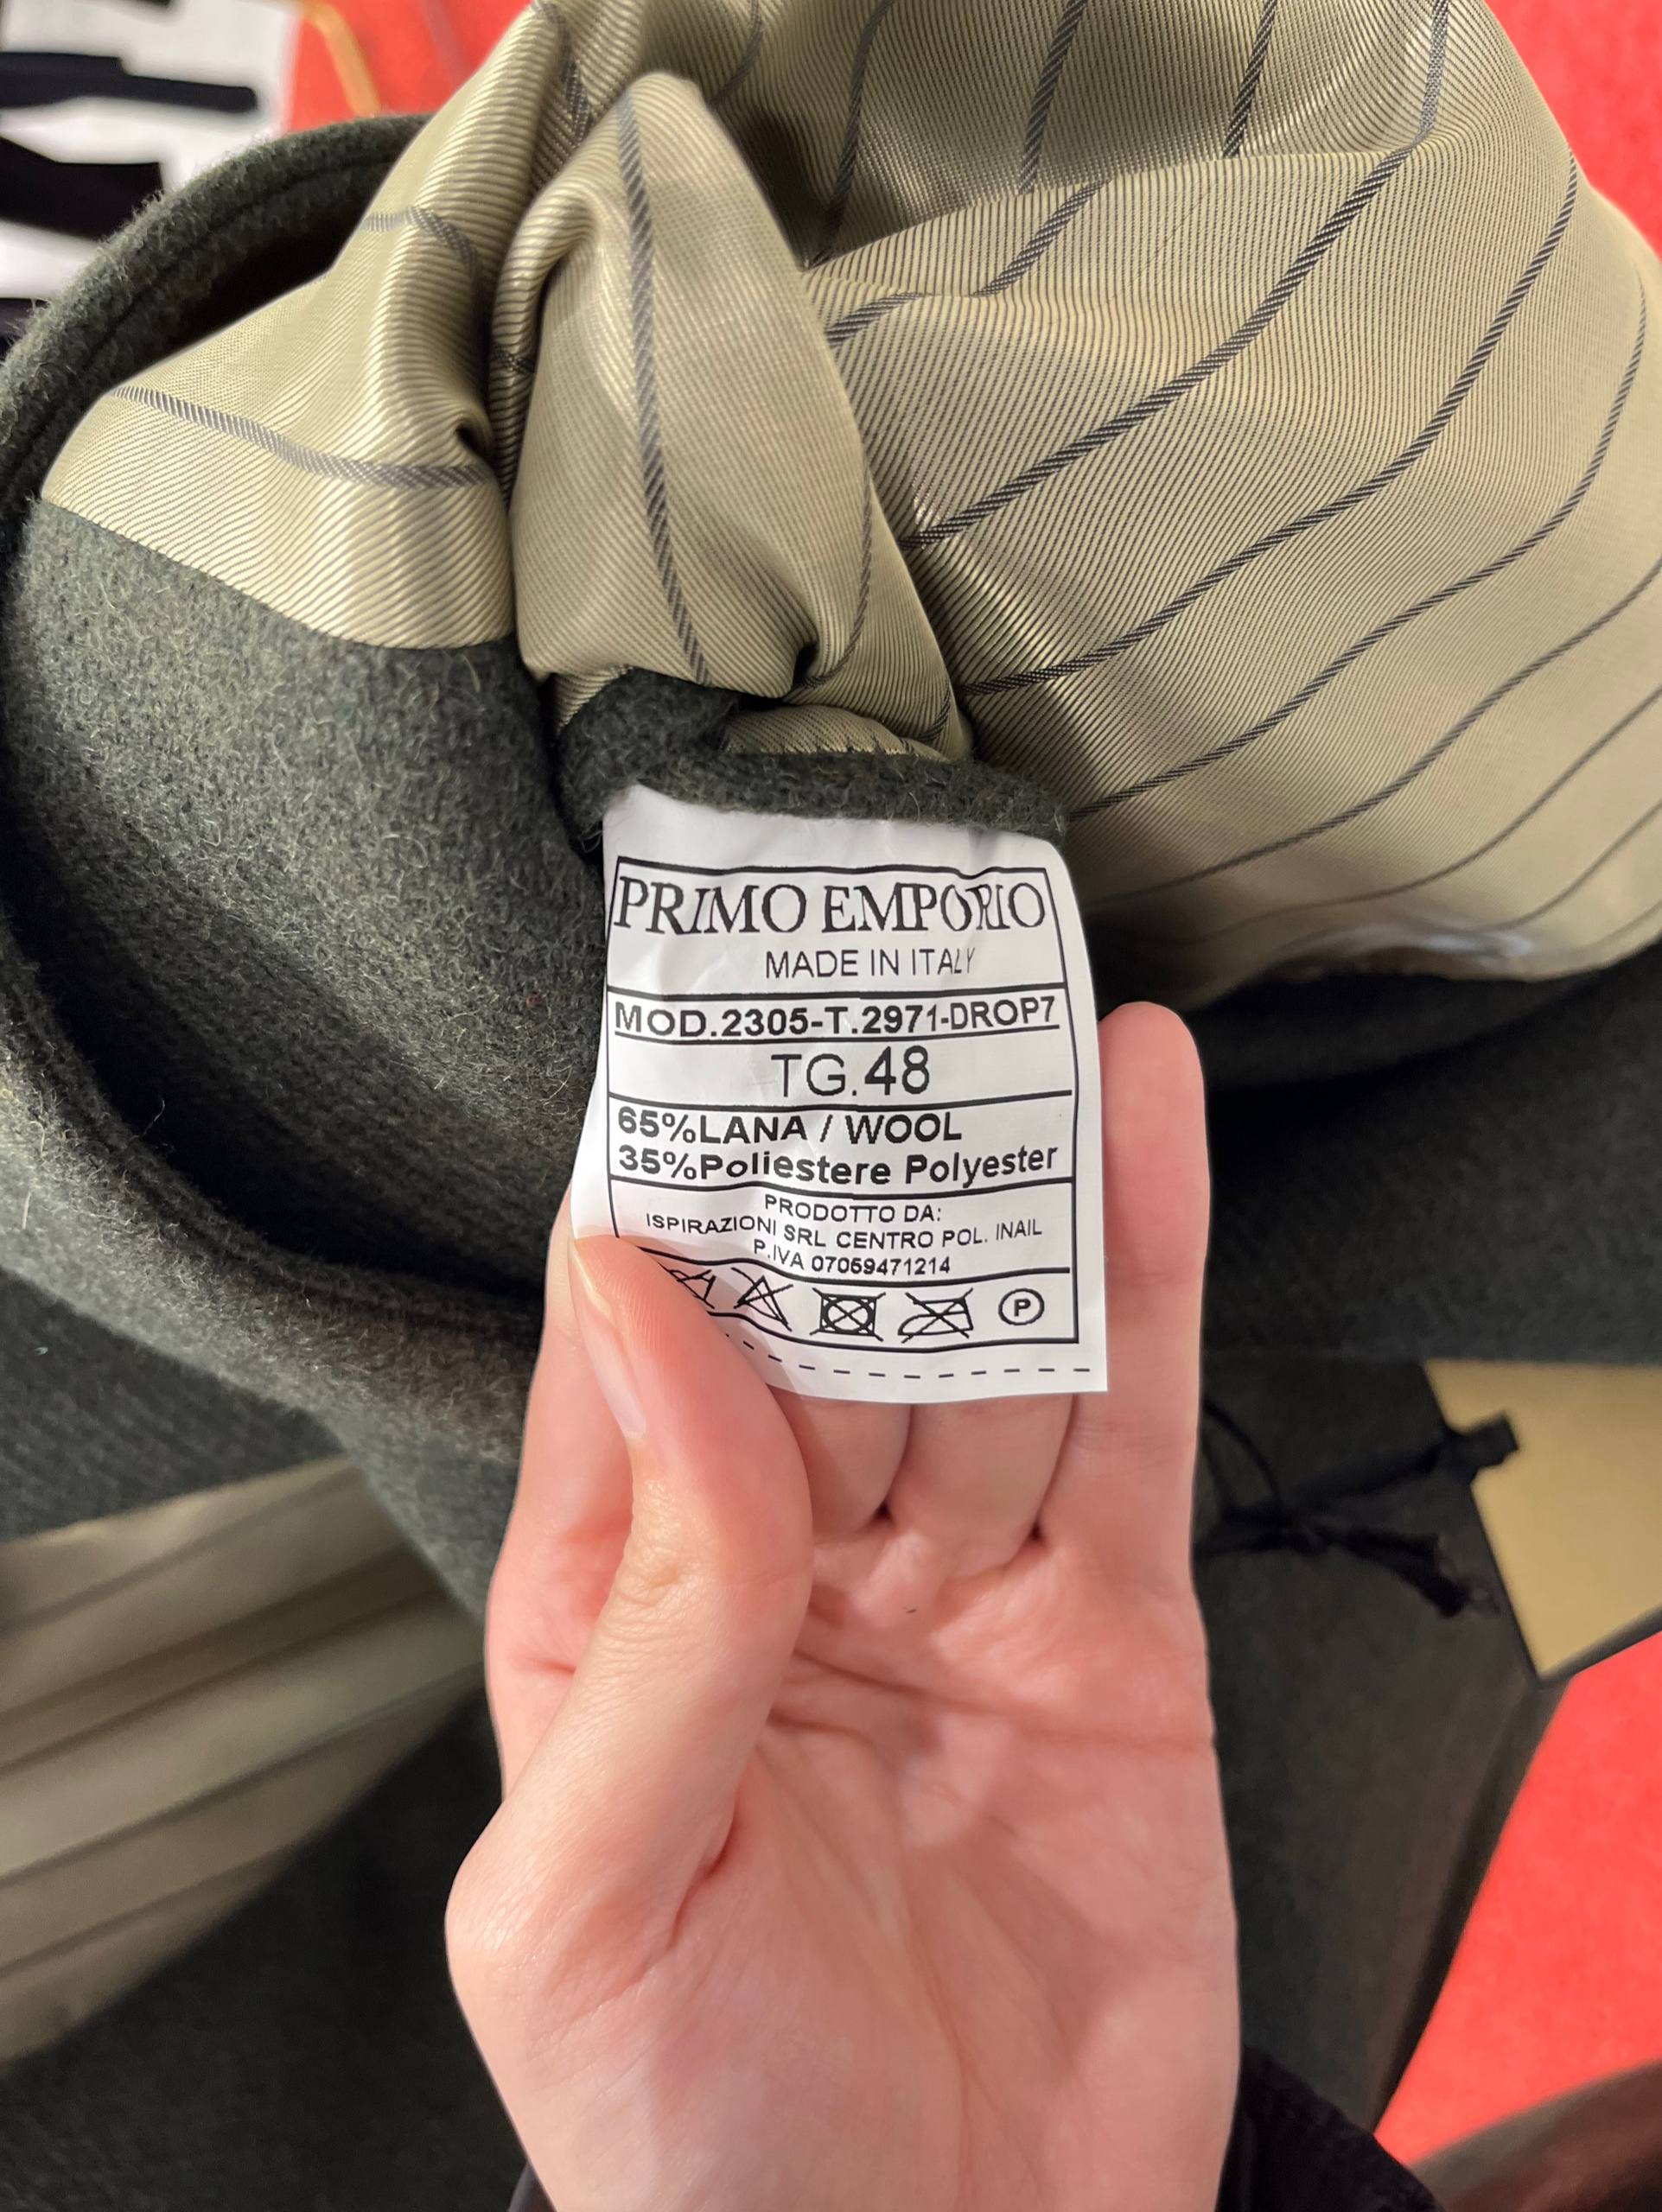 PRIMO EMPORIO
MADE IN ITALY
MOD.2305-T.2971-DROP7
TG.48
65%LANA / WOOL
35%Poliestere Polyester
PRODOTTO DA:
ISPIRAZIONI SRL CENTRO POL. INAIL
P.IVA 07069471214
P